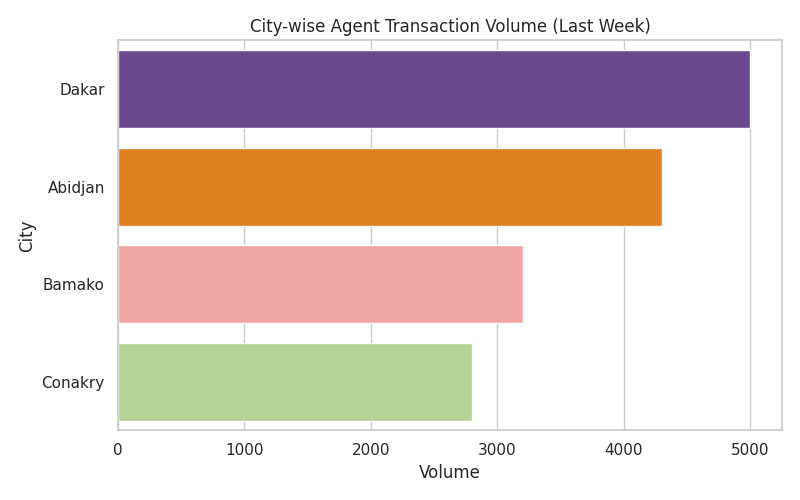 City-wise Agent Transaction Volume (Last Week)
Dakar
Abidjan
Bamako
Conakry
City
0 1000 2000 3000 4000 5000
Volume